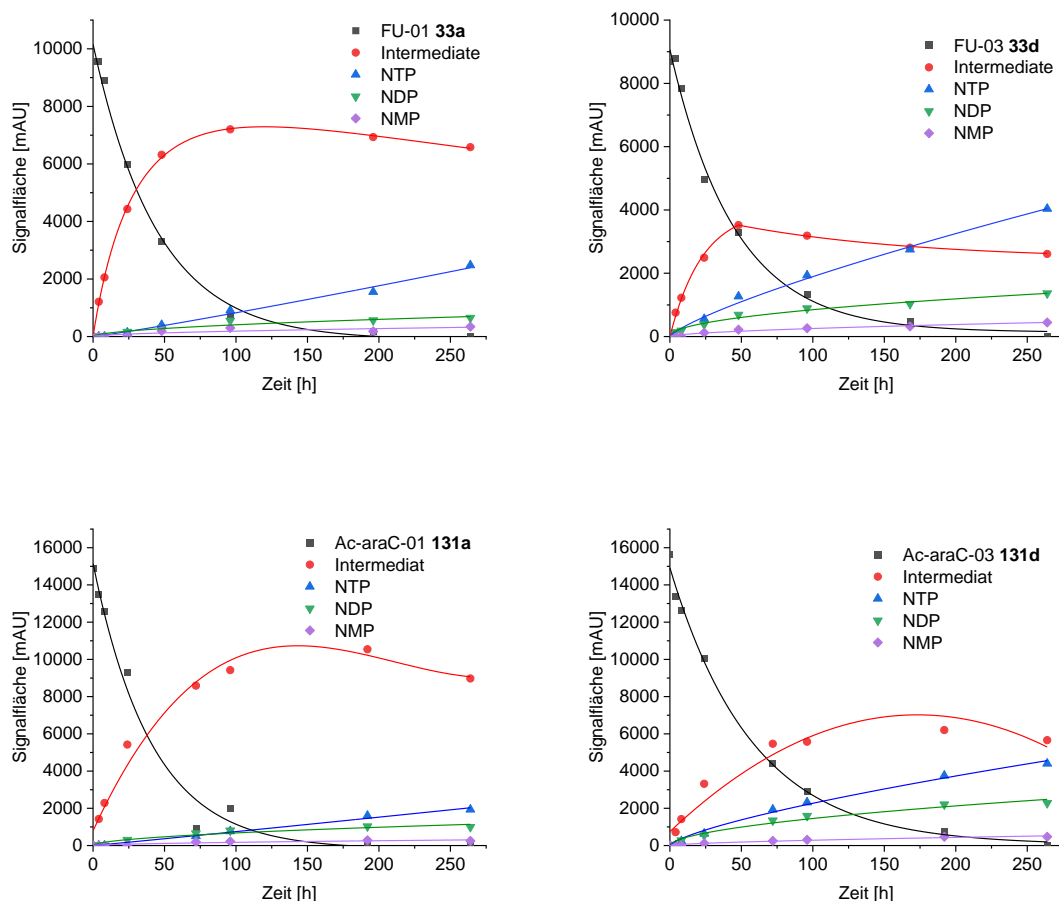 FU-01 33a
Intermediate
NTP
NDP
NMP
10000
8000
6000
4000
2000
0
Signalfläche [mAU]
0 50 100 150 200 250
Zeit [h]
FU-03 33d
Intermediate
NTP
NDP
NMP
10000
8000
6000
4000
2000
0
Signalfläche [mAU]
0 50 100 150 200 250
Zeit [h]
Ac-araC-01 131a
Intermediat
NTP
NDP
NMP
16000
14000
12000
10000
8000
6000
4000
2000
0
Signalfläche [mAU]
0 50 100 150 200 250
Zeit [h]
Ac-araC-03 131d
Intermediat
NTP
NDP
NMP
16000
14000
12000
10000
8000
6000
4000
2000
0
Signalfläche [mAU]
0 50 100 150 200 250
Zeit [h]